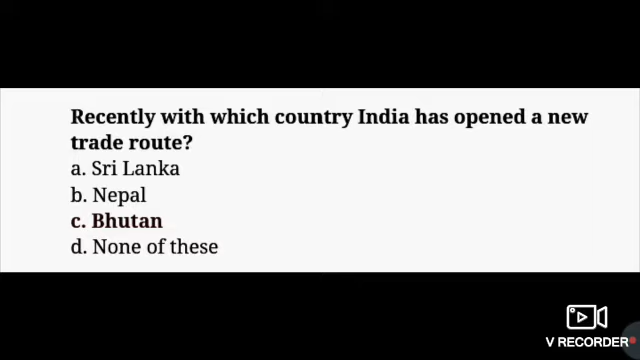 Recently with which country India has opened a new
trade route?
a. Sri Lanka
b. Nepal
c. Bhutan
d. None of these
V RECORDER